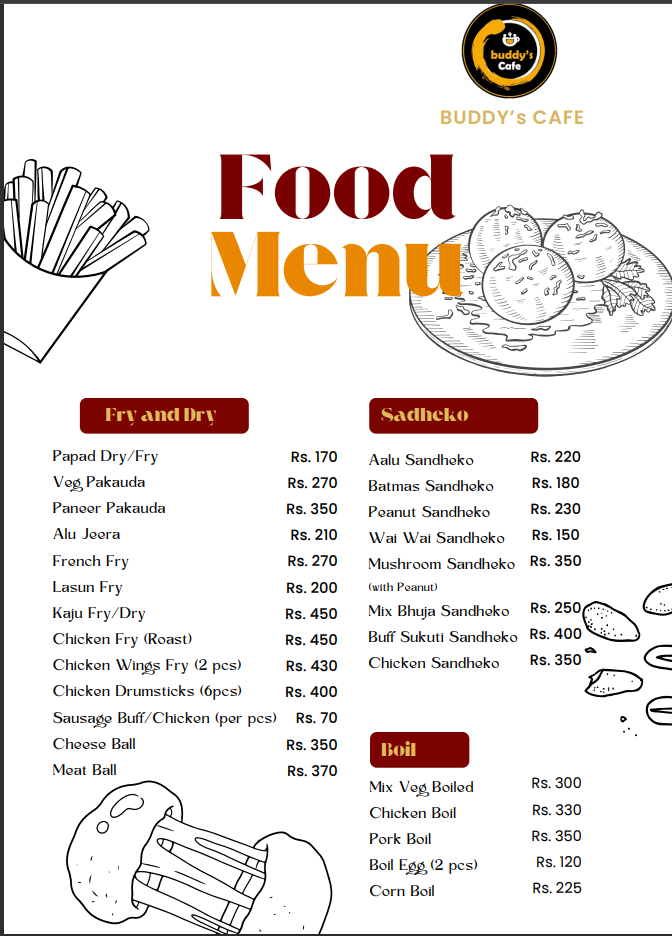 buddy's
Cafe
BUDDY's CAFE
Food
Menu
Fry and Dry
Papad Dry/Fry Rs. 170
Veg Pakauda Rs. 270
Paneer Pakauda Rs. 350
Alu Jeera Rs. 210
French Fry Rs. 270
Lasun Fry Rs. 200
Kaju Fry/Dry Rs. 450
Chicken Fry (Roast) Rs. 450
Chicken Wings Fry (2 pcs) Rs. 430
Chicken Drumsticks (6pcs) Rs. 400
Sausage Buff/Chicken (per pcs) Rs. 70
Cheese Ball Rs. 350
Meat Ball Rs. 370
Sadheko
Aalu Sandheko Rs. 220
Batmas Sandheko Rs. 180
Peanut Sandheko Rs. 230
Wai Wai Sandheko Rs. 150
Mushroom Sandheko Rs. 350
(with Peanut)
Mix Bhuja Sandheko Rs. 250
Buff Sukuti Sandheko Rs. 400
Chicken Sandheko Rs. 350
Boil
Mix Veg Boiled Rs. 300
Chicken Boil Rs. 330
Pork Boil Rs. 350
Boil Egg (2 pcs) Rs. 120
Corn Boil Rs. 225